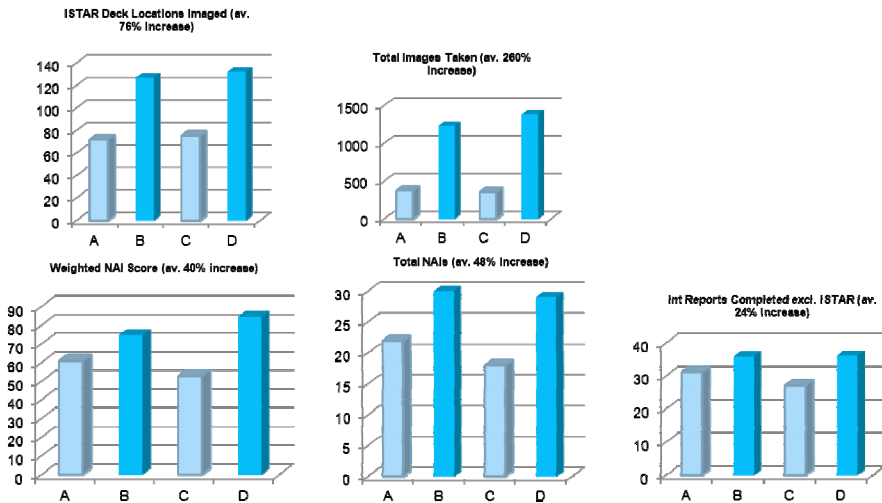 ISTAR Deck Locations Imaged (av.
76% Increase)
140
120
100
80
60
40
20
0
A B C D
Total Images Taken (av. 260%
Increase)
1500
1000
500
0
A B C D
Weighted NAI Score (av. 40% increase)
90
80
70
60
50
40
30
20
10
0
A B C D
Total NAIs (av. 48% Increase)
30
25
20
15
10
5
0
A B C D
Int Reports Completed excl. ISTAR (av.
24% Increase)
40
30
20
10
0
A B C D